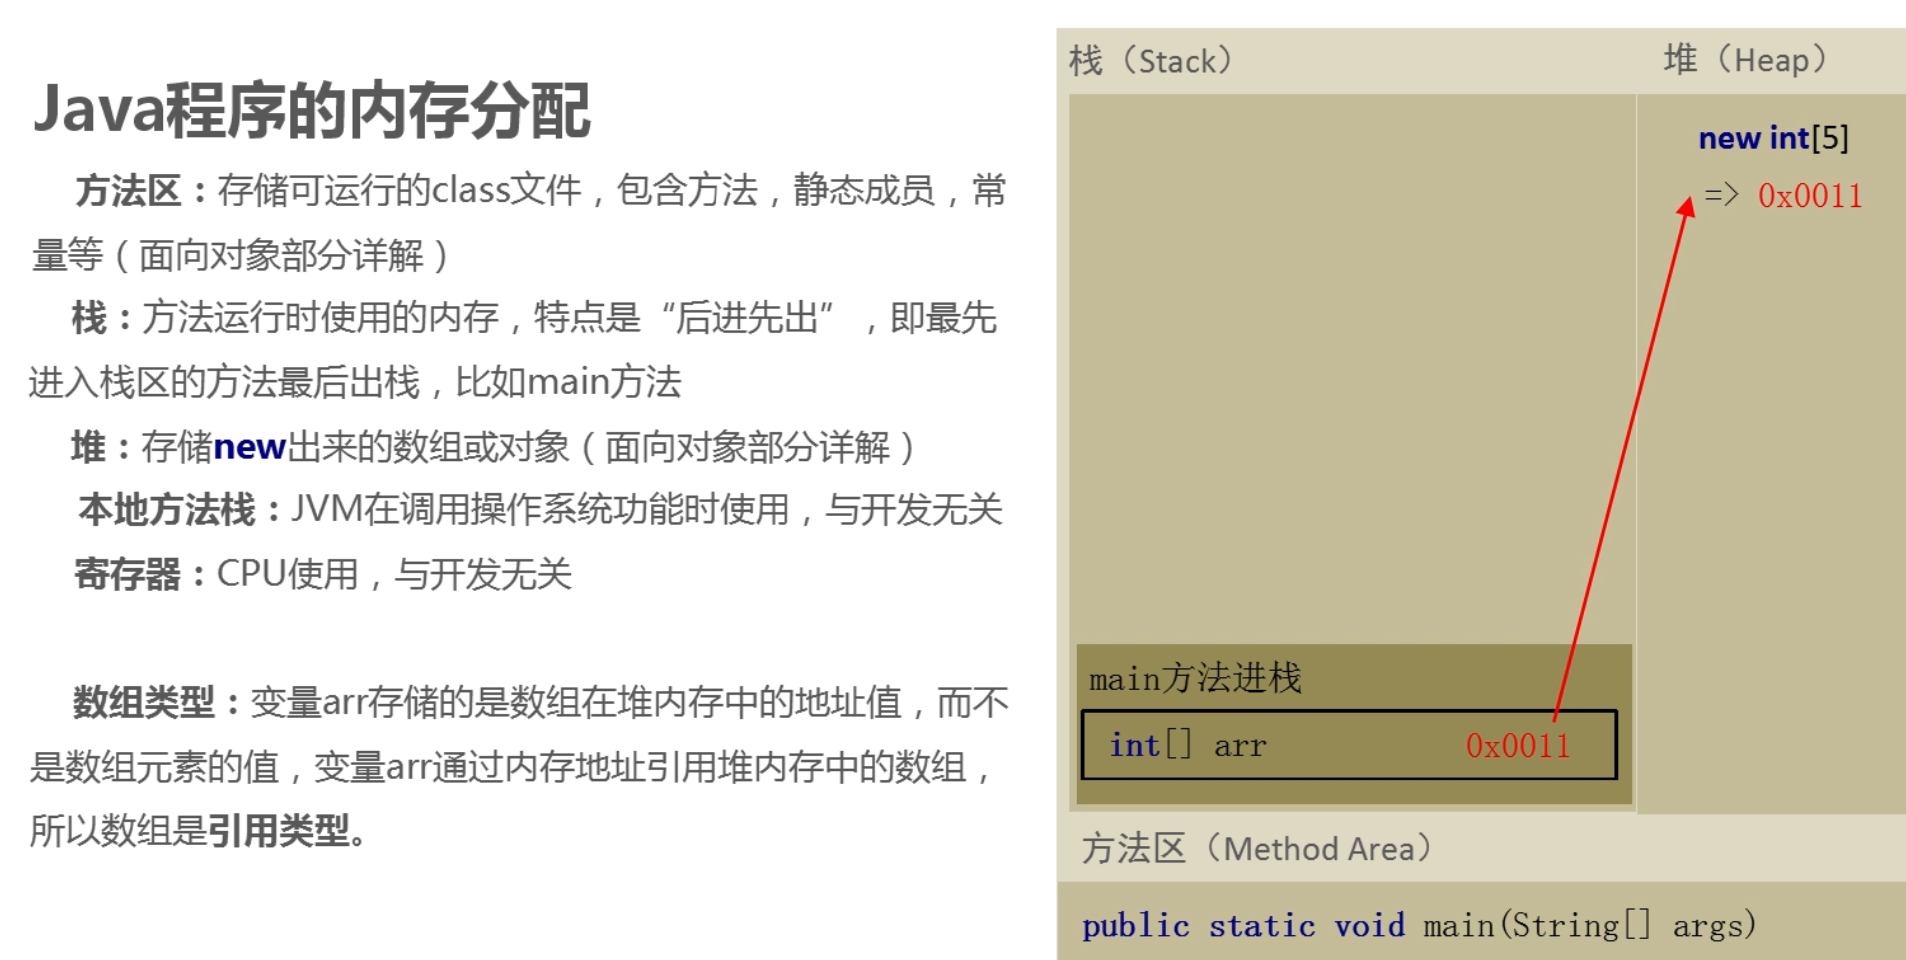 Java程序的内存分配
方法区：存储可运行的class文件，包含方法，静态成员，常
量等（面向对象部分详解）
栈：方法运行时使用的内存，特点是“后进先出”，即最先
进入栈区的方法最后出栈，比如main方法
堆：存储new出来的数组或对象（面向对象部分详解）
本地方法栈：JVM在调用操作系统功能时使用，与开发无关
寄存器：CPU使用，与开发无关
数组类型：变量arr存储的是数组在堆内存中的地址值，而不
是数组元素的值，变量arr通过内存地址引用堆内存中的数组，
所以数组是引用类型。
栈（Stack）
堆（Heap）
new int[5]
=> 0x0011
main方法进栈
int[] arr 0x0011
方法区（Method Area）
public static void main(String[] args)